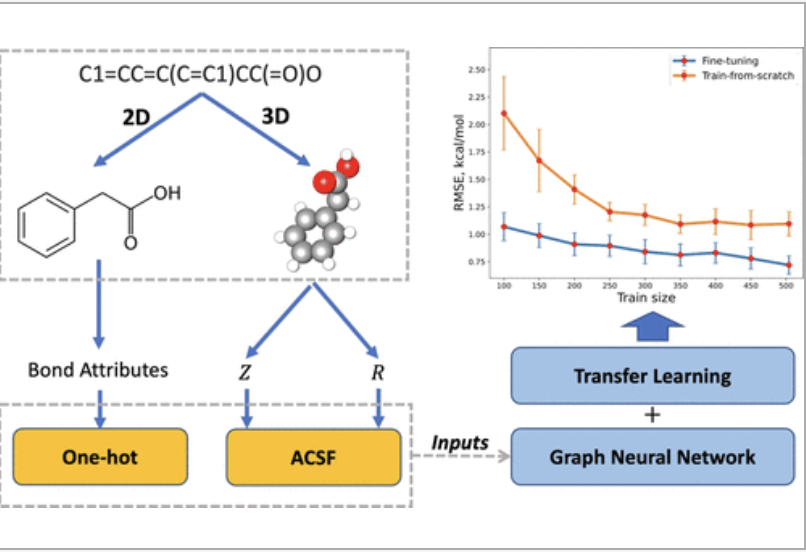 C1=CC=C(C=C1)CC(=O)O
2D
3D
OH
O
Bond Attributes
Z
R
One-hot
ACSF
Inputs
Fine-tuning
Train-from-scratch
RMSE, kcal/mol
2.50
2.25
2.00
1.75
1.50
1.25
1.00
0.75
100 150 200 250 300 350 400 450 500
Train size
Transfer Learning
+
Graph Neural Network